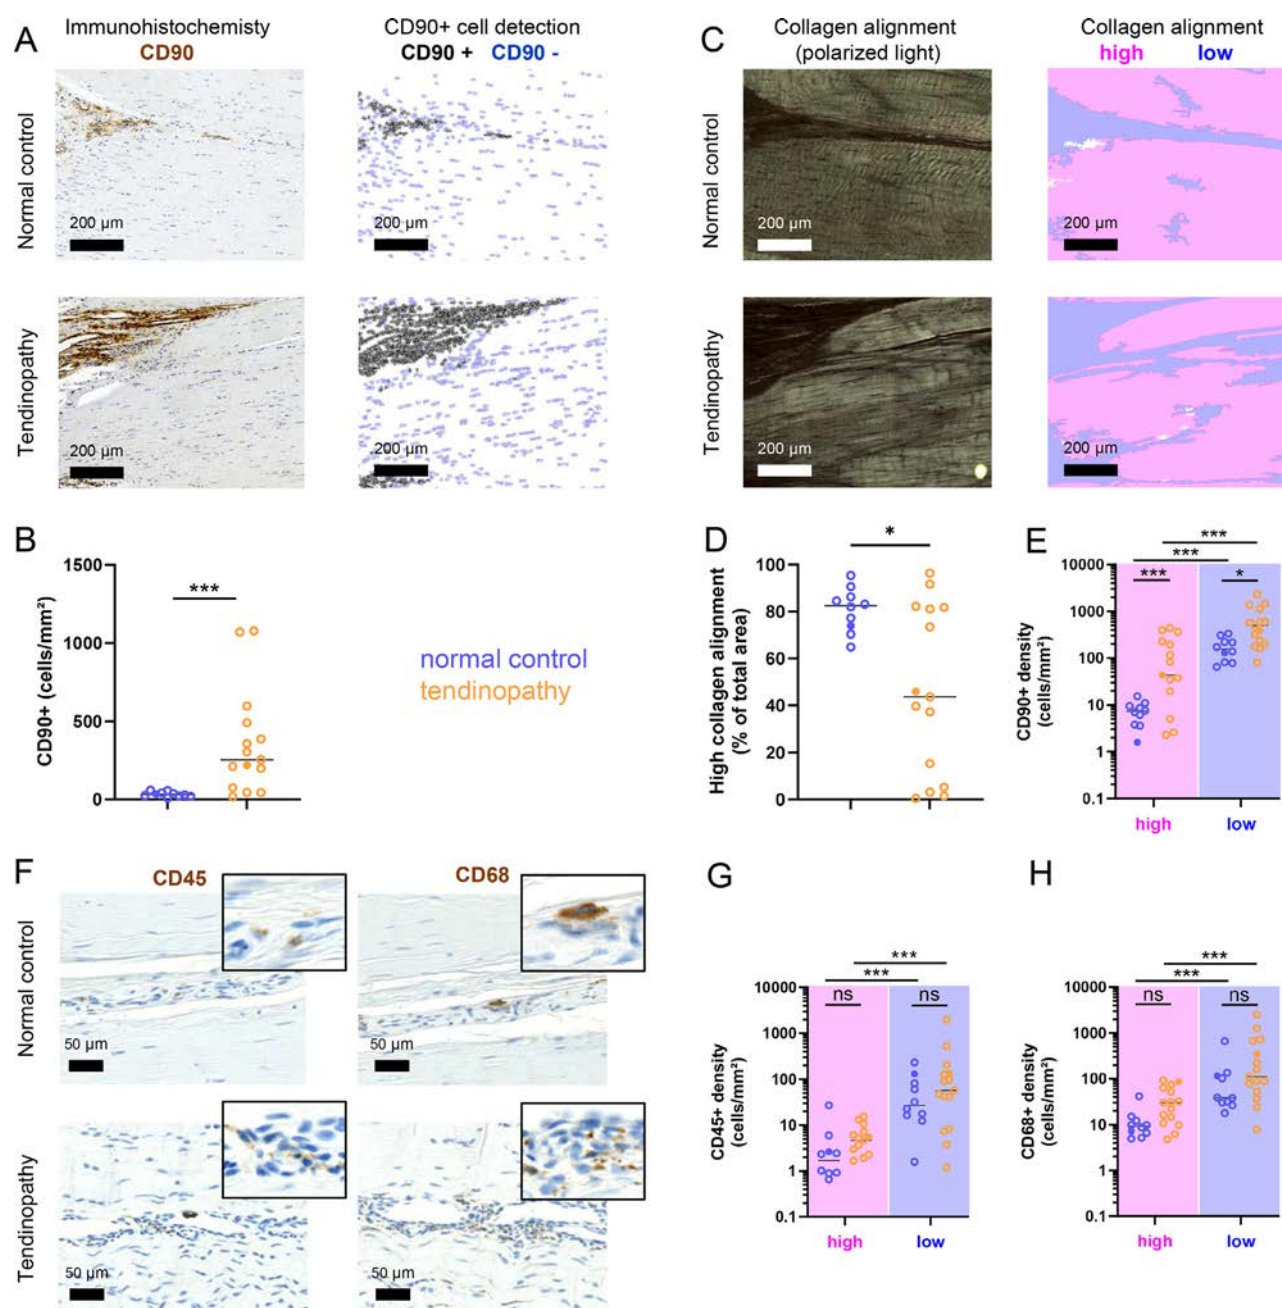 A
Immunohistochemisty
CD90
CD90+ cell detection
CD90 + CD90 -
Normal control
200 µm
200 µm
Tendinopathy
200 µm
200 µm
C
Collagen alignment
(polarized light)
Collagen alignment
high low
Normal control
200 µm
200 µm
Tendinopathy
200 µm
200 µm
B
CD90+ (cells/mm²)
1500
1000
500
0
***
normal control
tendinopathy
D
High collagen alignment
(% of total area)
100
80
60
40
20
0
*
E
CD90+ density
(cells/mm²)
10000
1000
100
10
1
0.1
***
***
***
*
high low
F
CD45
CD68
Normal control
50 µm
50 µm
Tendinopathy
50 µm
50 µm
G
CD45+ density
(cells/mm²)
10000
1000
100
10
1
0.1
***
***
ns
ns
high low
H
CD68+ density
(cells/mm²)
10000
1000
100
10
1
0.1
***
***
ns
ns
high low